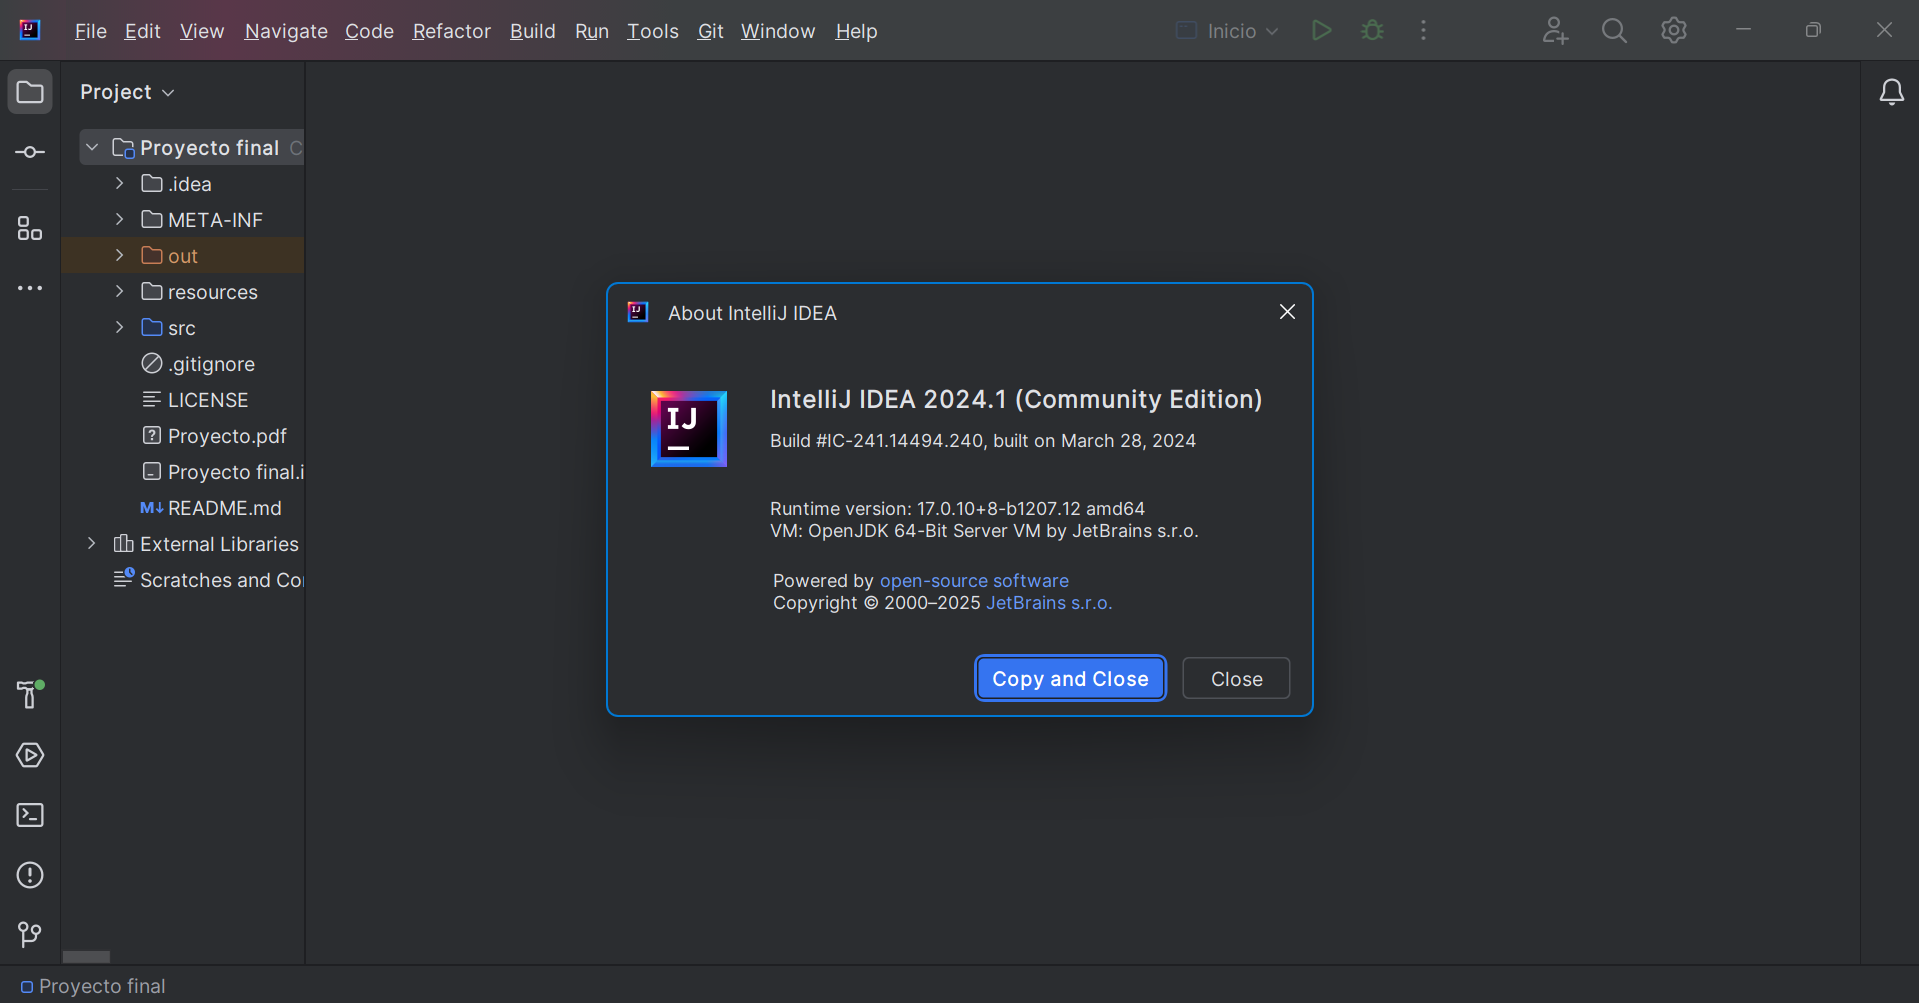 File Edit View Navigate Code Refactor Build Run Tools Git Window Help Inicio
Project
Proyecto final C
.idea
META-INF
out
resources
src
.gitignore
LICENSE
Proyecto.pdf
Proyecto final.i
M↓ README.md
External Libraries
Scratches and Co
About IntelliJ IDEA
IJ
IntelliJ IDEA 2024.1 (Community Edition)
Build #IC-241.14494.240, built on March 28, 2024
Runtime version: 17.0.10+8-b1207.12 amd64
VM: OpenJDK 64-Bit Server VM by JetBrains s.r.o.
Powered by open-source software
Copyright © 2000–2025 JetBrains s.r.o.
Copy and Close Close
Proyecto final